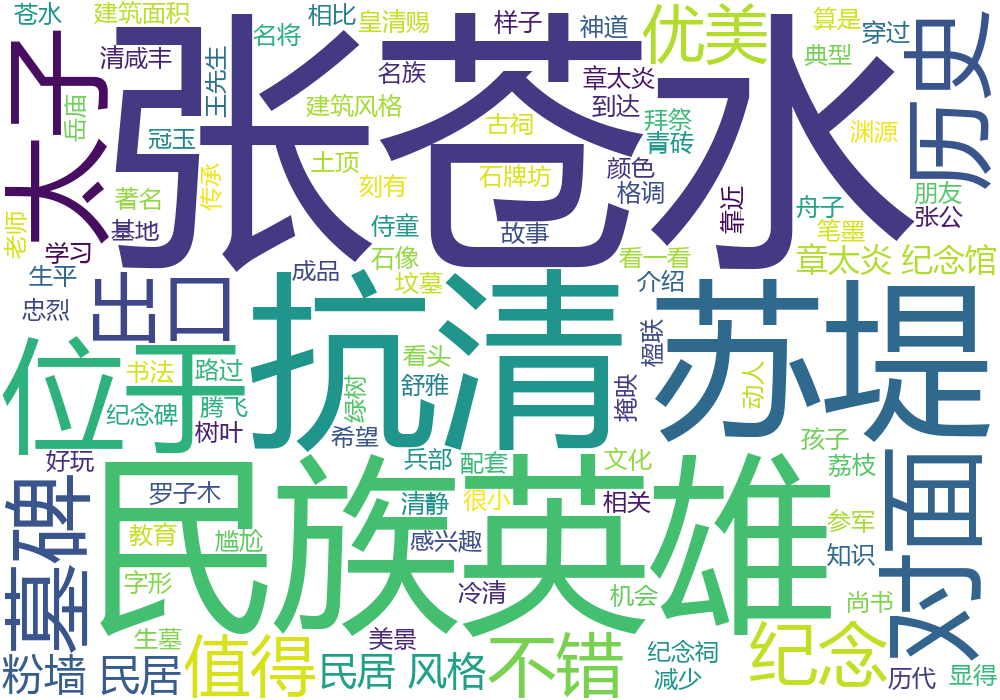 苍水
建筑面积
相比
皇清赐
样子
神道
优美
算是
穿过
历史
太子
张苍水
清咸丰
王先生
名将
名族
章太炎
典型
岳庙
冠玉
建筑风格
古祠
到达
拜祭
青砖
渊源
著名
传承
土顶
刻有
石牌坊
颜色
格调
靠近
朋友
老师
基地
学习
侍童
故事
舟子
张公
笔墨
生平
石像
看一看
章太炎 纪念馆
忠烈
成品
坟墓
介绍
抗清
苏堤
位于
书法
路过
看头
楹联
动人
纪念碑
腾飞
绿树
舒雅
掩映
树叶
希望
孩子
好玩
兵部
配套
文化
荔枝
对面
墓碑
民族英雄
罗子木
清静
很小
相关
教育
尴尬
感兴趣
参军
知识
字形
冷清
机会
尚书
生墓
美景
粉墙 民居
值得
民居 风格
不错
纪念祠
减少
纪念
历代
显得